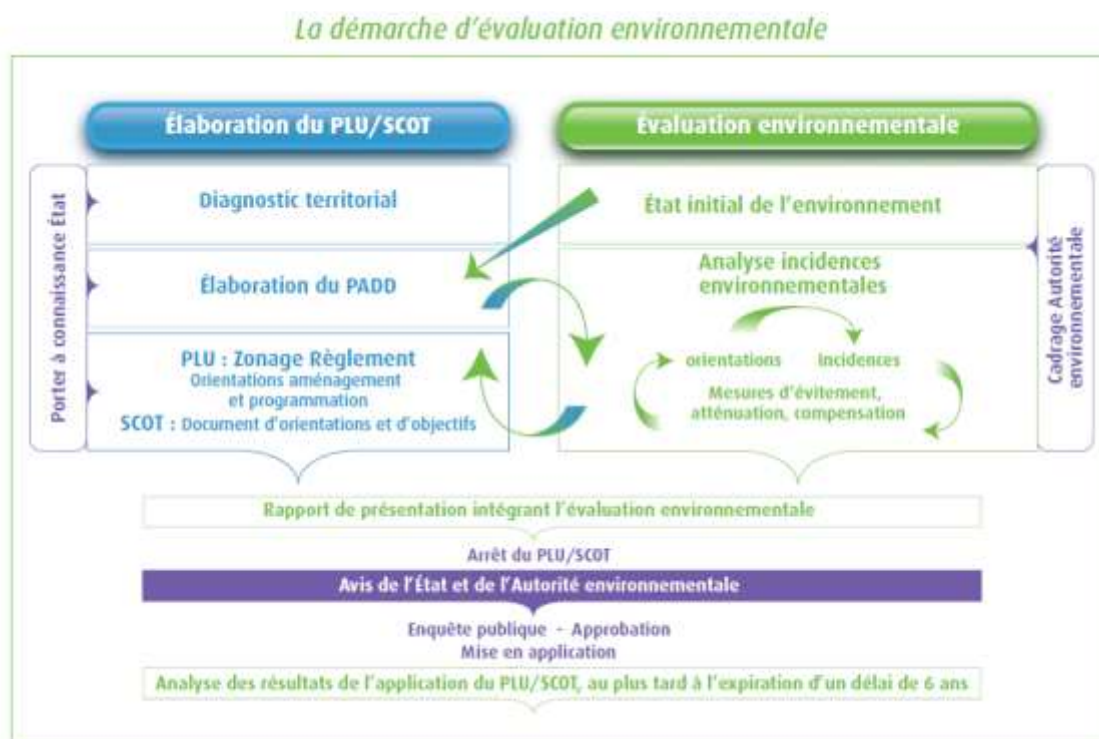 La démarche d'évaluation environnementale
Élaboration du PLU/SCOT
Évaluation environnementale
Porter à connaissance État
Diagnostic territorial
Élaboration du PADD
PLU : Zonage Règlement
Orientations aménagement
et programmation
SCOT : Document d'orientations et d'objectifs
État initial de l'environnement
Analyse incidences
environnementales
orientations
Incidences
Mesures d'évitement,
atténuation, compensation
Cadrage Autorité
environnementale
Rapport de présentation intégrant l'évaluation environnementale
Arrêt du PLU/SCOT
Avis de l'État et de l'Autorité environnementale
Enquête publique - Approbation
Mise en application
Analyse des résultats de l'application du PLU/SCOT, au plus tard à l'expiration d'un délai de 6 ans